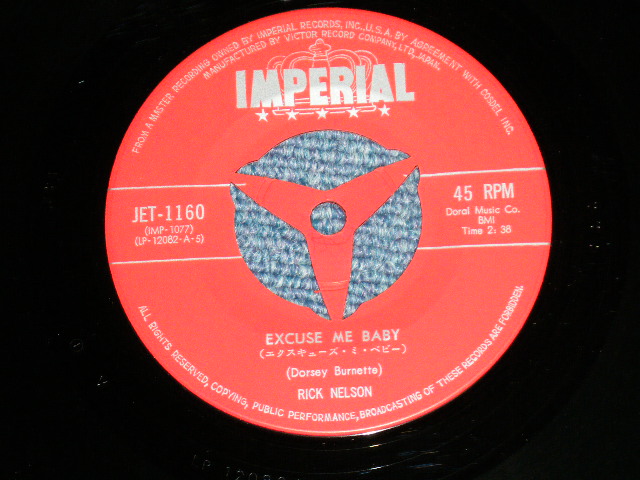 FROM A MASTER RECORDING OWNED BY IMPERIAL RECORDS, INC., U.S.A. BY AGREEMENT WITH COSDEL INC.
MANUFACTURED BY VICTOR RECORD COMPANY, LTD., JAPAN.
IMPERIAL
JET-1160
(IMP-1077)
(LP-12082-A-5)
45 RPM
Doral Music Co.
BMI
Time 2: 38
EXCUSE ME BABY
(エクスキューズ・ミ・ベビー)
(Dorsey Burnette)
RICK NELSON
ALL RIGHTS RESERVED, COPYING, PUBLIC PERFORMANCE, BROADCASTING OF THESE RECORDS ARE FORBIDDEN.